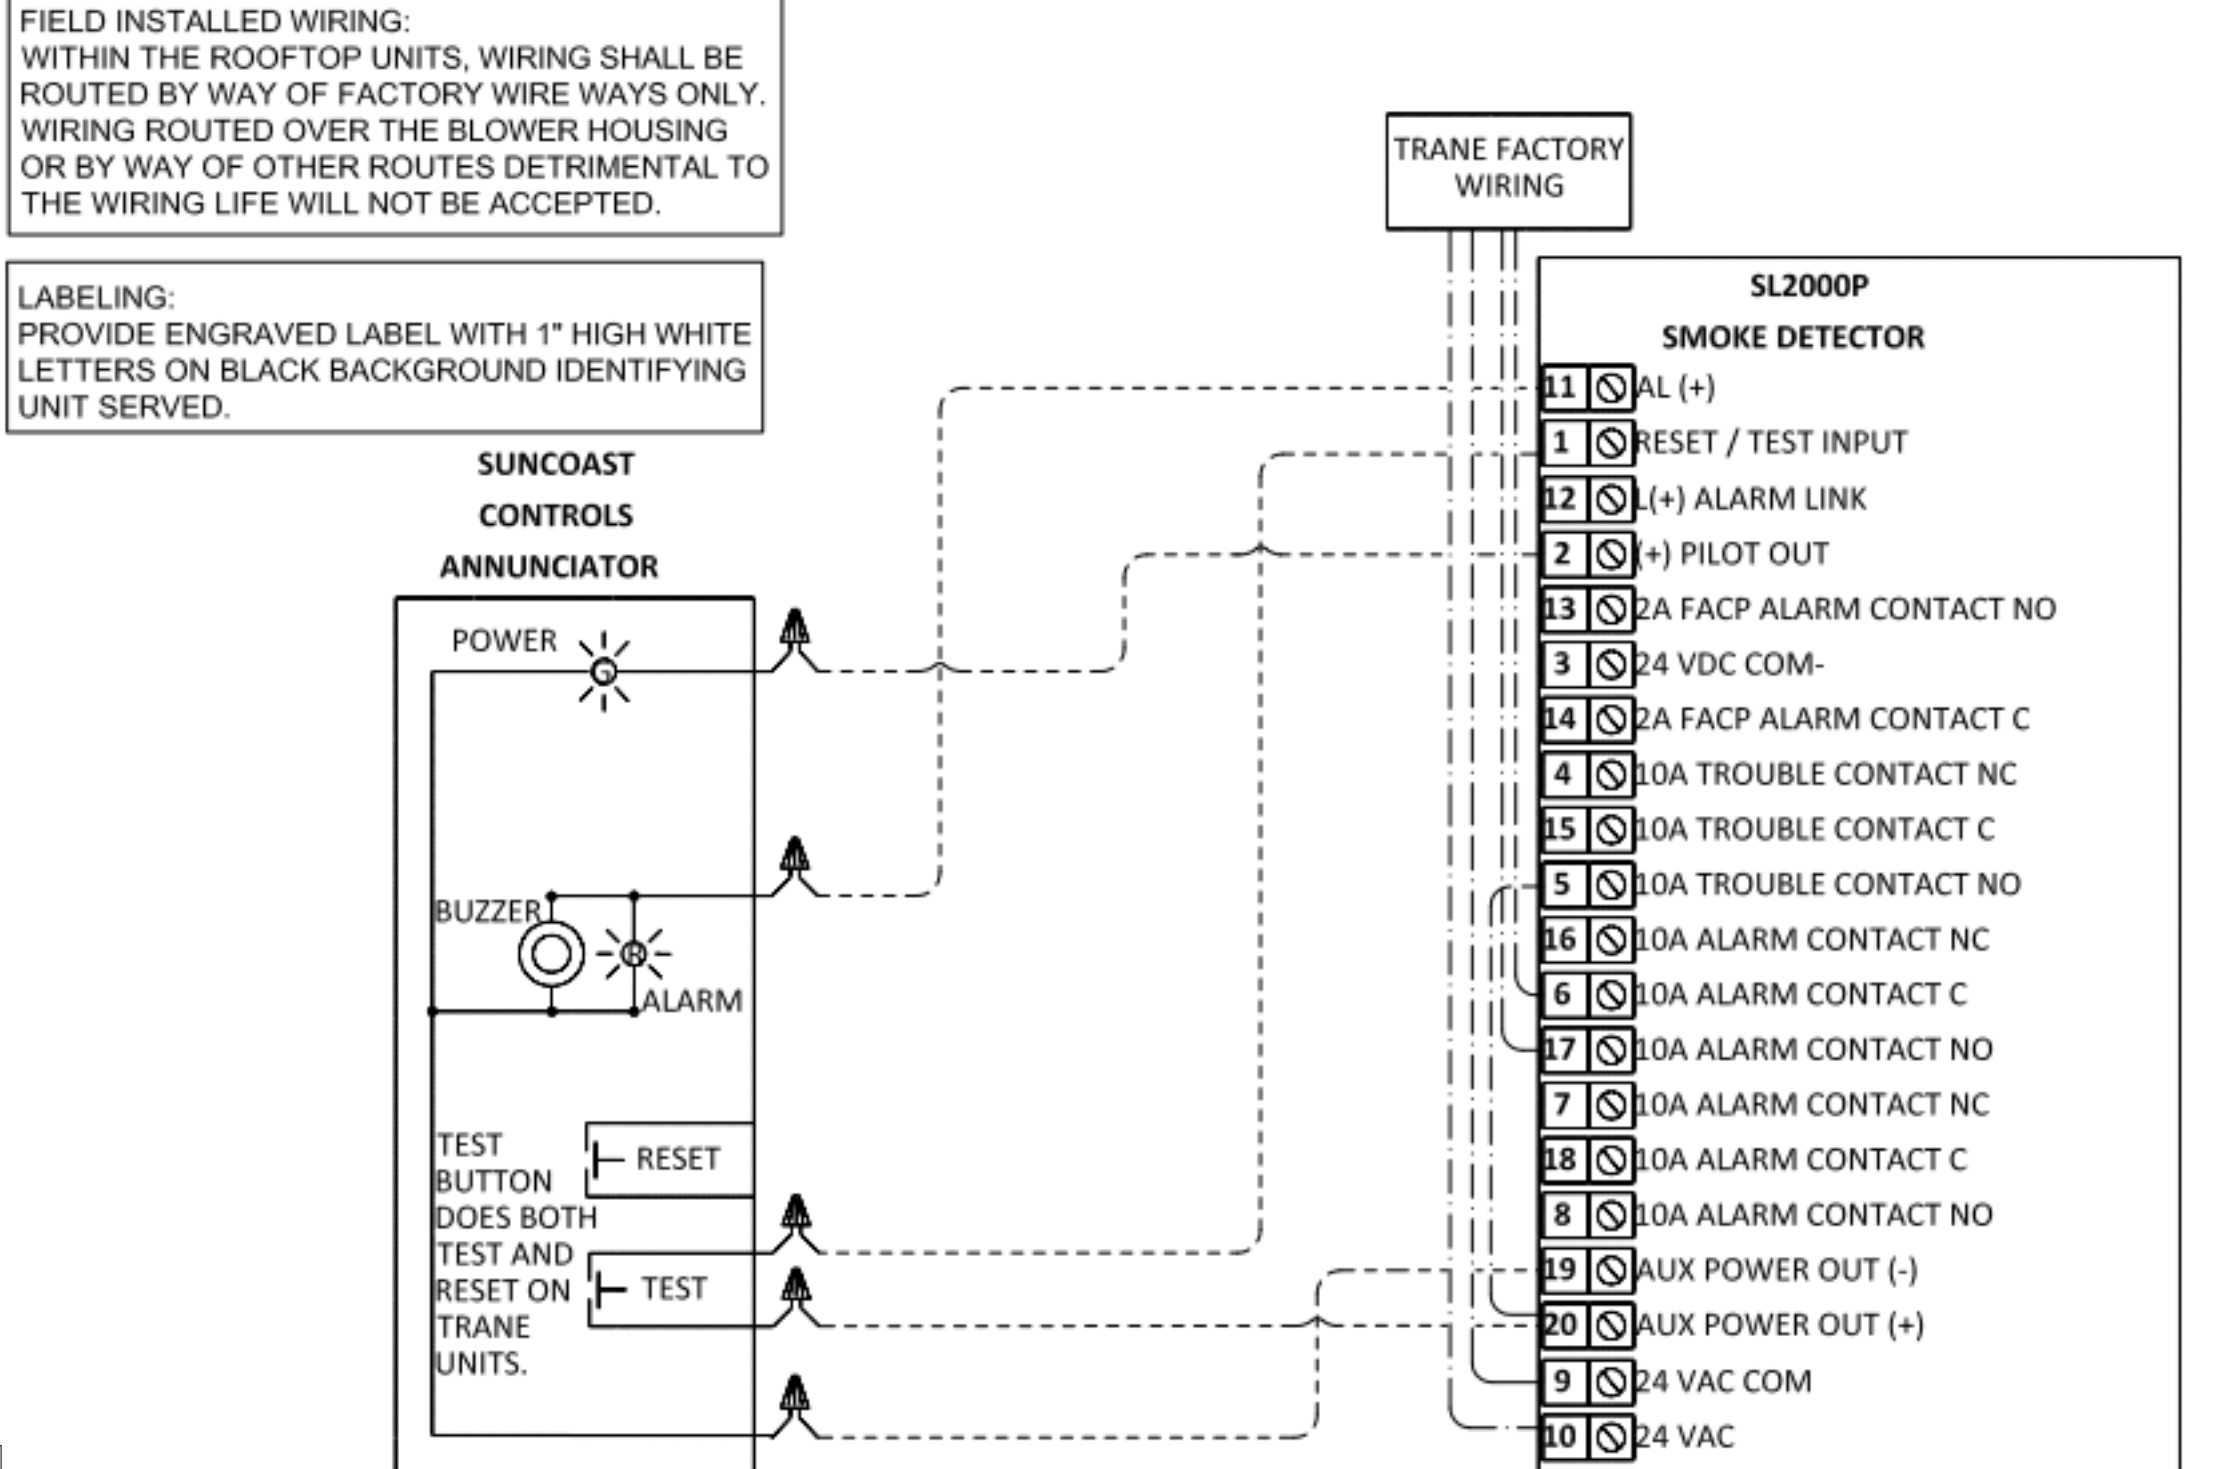 FIELD INSTALLED WIRING:
WITHIN THE ROOFTOP UNITS, WIRING SHALL BE
ROUTED BY WAY OF FACTORY WIRE WAYS ONLY.
WIRING ROUTED OVER THE BLOWER HOUSING
OR BY WAY OF OTHER ROUTES DETRIMENTAL TO
THE WIRING LIFE WILL NOT BE ACCEPTED.
LABELING:
PROVIDE ENGRAVED LABEL WITH 1" HIGH WHITE
LETTERS ON BLACK BACKGROUND IDENTIFYING
UNIT SERVED.
SUNCOAST
CONTROLS
ANNUNCIATOR
POWER
G
BUZZER
R
ALARM
RESET
TEST
TEST
BUTTON
DOES BOTH
TEST AND
RESET ON
TRANE
UNITS.
TRANE FACTORY
WIRING
SL2000P
SMOKE DETECTOR
11 AL (+)
1 RESET / TEST INPUT
12 L(+) ALARM LINK
2 (+) PILOT OUT
13 2A FACP ALARM CONTACT NO
3 24 VDC COM-
14 2A FACP ALARM CONTACT C
4 10A TROUBLE CONTACT NC
15 10A TROUBLE CONTACT C
5 10A TROUBLE CONTACT NO
16 10A ALARM CONTACT NC
6 10A ALARM CONTACT C
17 10A ALARM CONTACT NO
7 10A ALARM CONTACT NC
18 10A ALARM CONTACT C
8 10A ALARM CONTACT NO
19 AUX POWER OUT (-)
20 AUX POWER OUT (+)
9 24 VAC COM
10 24 VAC